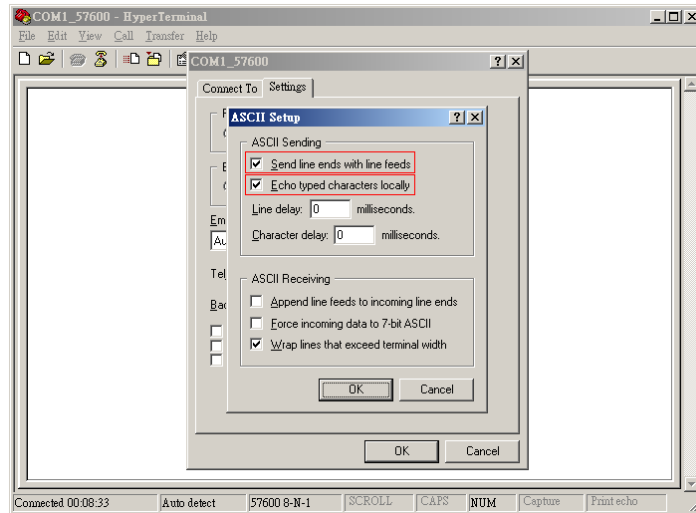 COM1_57600 - HyperTerminal
File Edit View Call Transfer Help
COM1_57600
Connect To Settings
ASCII Setup
ASCII Sending
Send line ends with line feeds
Echo typed characters locally
Line delay: 0 milliseconds.
Character delay: 0 milliseconds.
ASCII Receiving
Append line feeds to incoming line ends
Force incoming data to 7-bit ASCII
Wrap lines that exceed terminal width
OK Cancel
OK Cancel
Connected 00:08:33 Auto detect 57600 8-N-1 SCROLL CAPS NUM Capture Print echo